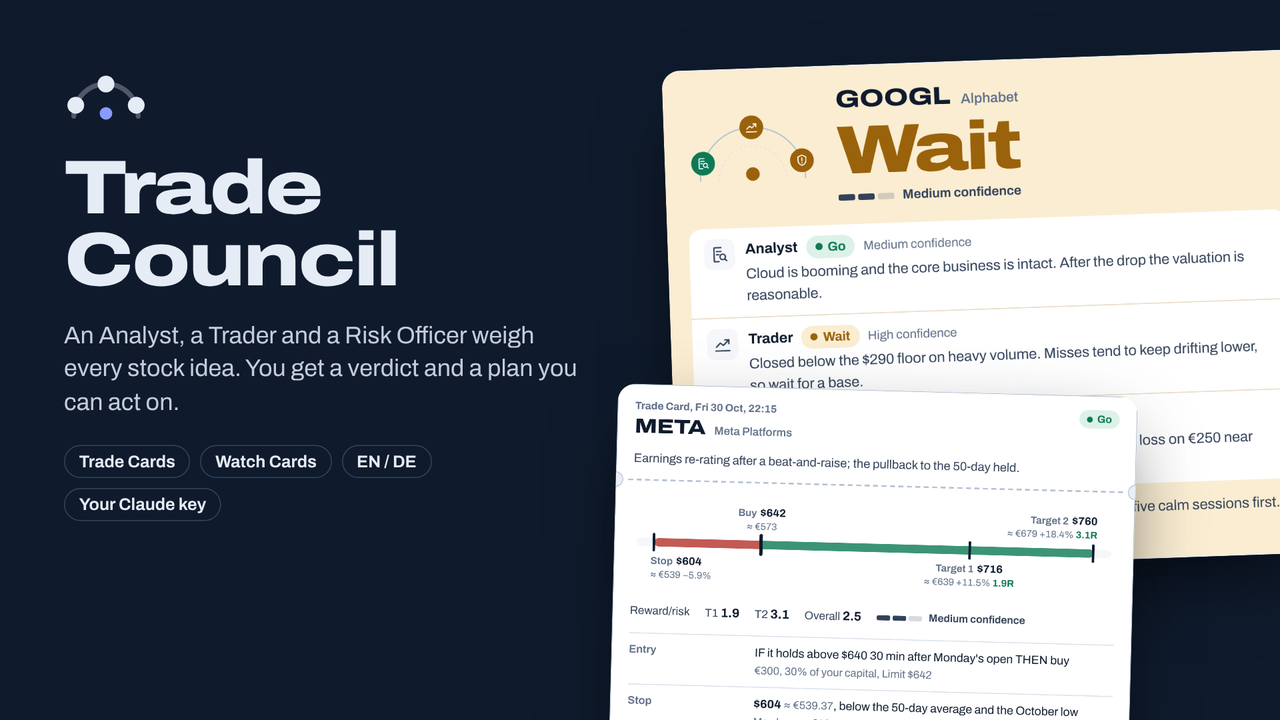 Trade
Council
An Analyst, a Trader and a Risk Officer weigh
every stock idea. You get a verdict and a plan you
can act on.
Trade Cards
Watch Cards
EN / DE
Your Claude key
GOOGL Alphabet
Wait
Medium confidence
Analyst Go Medium confidence
Cloud is booming and the core business is intact. After the drop the valuation is
reasonable.
Trader Wait High confidence
Closed below the $290 floor on heavy volume. Misses tend to keep drifting lower,
so wait for a base.
loss on €250 near
five calm sessions first.
Trade Card, Fri 30 Oct, 22:15
Go
META Meta Platforms
Earnings re-rating after a beat-and-raise; the pullback to the 50-day held.
Buy $642
≈ €573
Target 2 $760
≈ €679 +18.4% 3.1R
Stop $604
≈ €539 −5.9%
Target 1 $716
≈ €639 +11.5% 1.9R
Reward/risk T1 1.9 T2 3.1 Overall 2.5 Medium confidence
Entry
IF it holds above $640 30 min after Monday's open THEN buy
€300, 30% of your capital, Limit $642
Stop
$604 ≈ €539.37, below the 50-day average and the October low